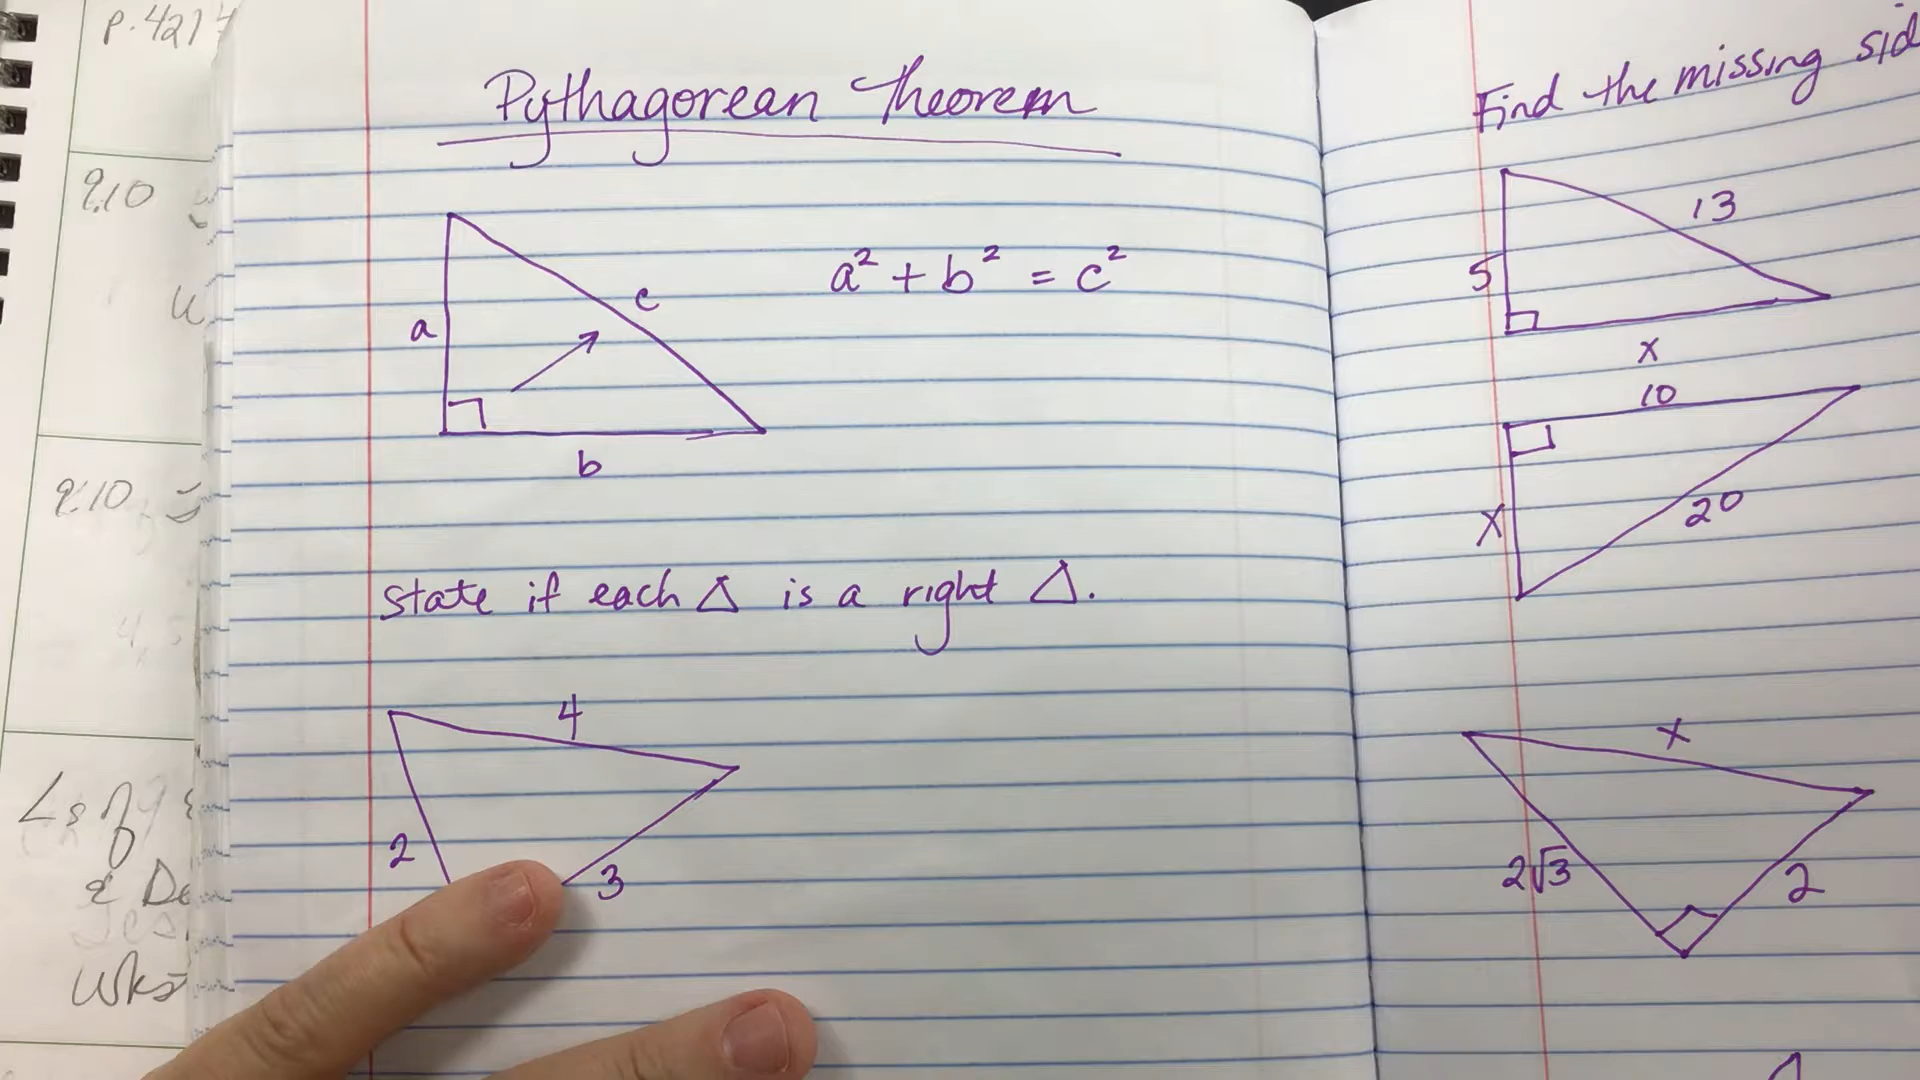 P.421
9.10
9.10
Pythagorean Theorem
a² + b² = c²
a
c
b
State if each △ is a right △.
4
2
3
Find the missing
13
5
x
10
x
20
x
2√3
2